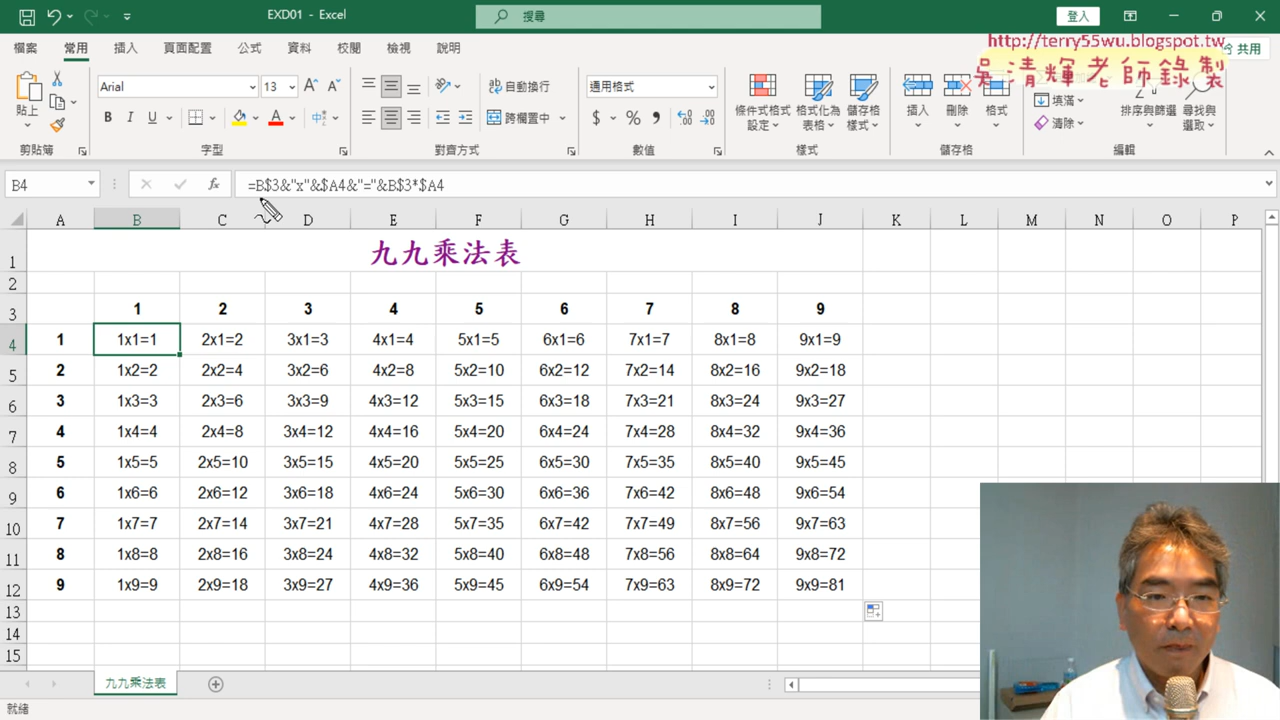 EXD01 - Excel
搜尋
登入
檔案 常用 插入 頁面配置 公式 資料 校閱 檢視 說明
共用
http://terry55wu.blogspot.tw
吳清輝老師錄製
貼上
Arial
13
B I U
自動換行
跨欄置中
通用格式
條件式格式設定
格式化為表格
儲存格樣式
插入
刪除
格式
填滿
清除
排序與篩選
尋找與選取
剪貼簿 字型 對齊方式 數值 樣式 儲存格 編輯
B4
fx
=B$3&"x"&$A4&"="&B$3*$A4
A B C D E F G H I J K L M N O P
1 九九乘法表
2
3 1 2 3 4 5 6 7 8 9
4 1 1x1=1 2x1=2 3x1=3 4x1=4 5x1=5 6x1=6 7x1=7 8x1=8 9x1=9
5 2 1x2=2 2x2=4 3x2=6 4x2=8 5x2=10 6x2=12 7x2=14 8x2=16 9x2=18
6 3 1x3=3 2x3=6 3x3=9 4x3=12 5x3=15 6x3=18 7x3=21 8x3=24 9x3=27
7 4 1x4=4 2x4=8 3x4=12 4x4=16 5x4=20 6x4=24 7x4=28 8x4=32 9x4=36
8 5 1x5=5 2x5=10 3x5=15 4x5=20 5x5=25 6x5=30 7x5=35 8x5=40 9x5=45
9 6 1x6=6 2x6=12 3x6=18 4x6=24 5x6=30 6x6=36 7x6=42 8x6=48 9x6=54
10 7 1x7=7 2x7=14 3x7=21 4x7=28 5x7=35 6x7=42 7x7=49 8x7=56 9x7=63
11 8 1x8=8 2x8=16 3x8=24 4x8=32 5x8=40 6x8=48 7x8=56 8x8=64 9x8=72
12 9 1x9=9 2x9=18 3x9=27 4x9=36 5x9=45 6x9=54 7x9=63 8x9=72 9x9=81
13
14
15
九九乘法表
就緒